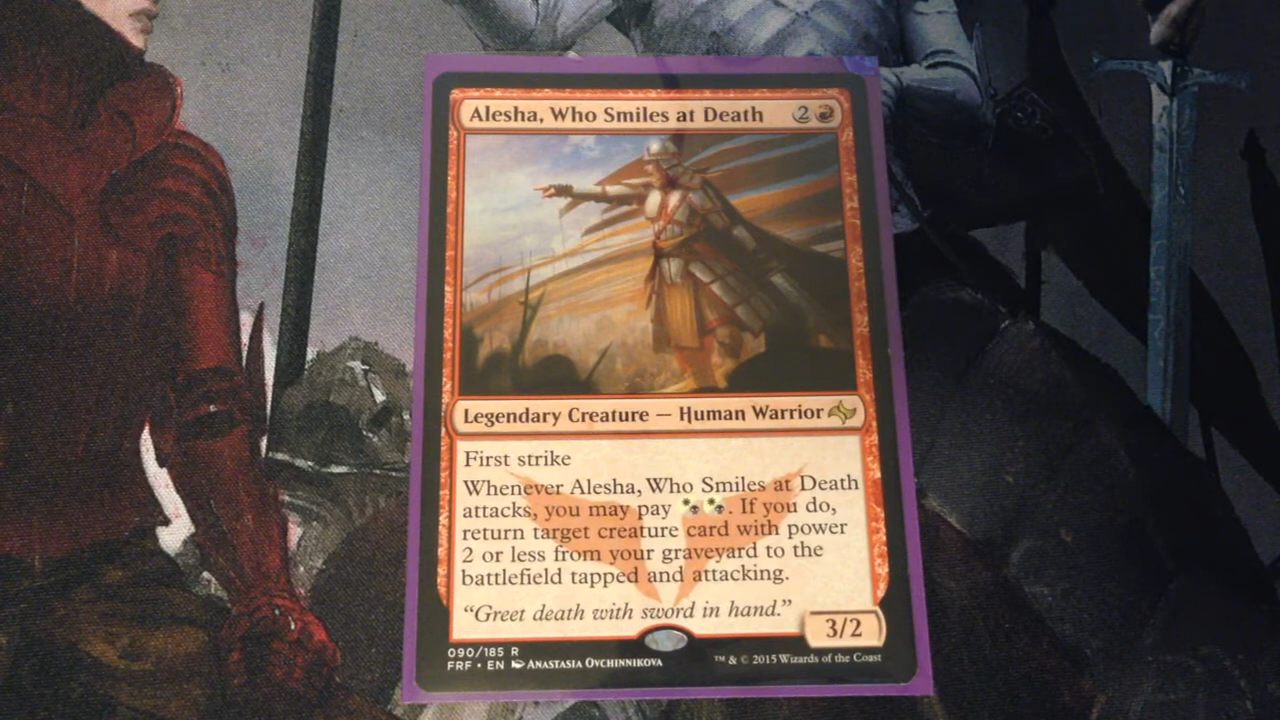 Alesha, Who Smiles at Death 2
Legendary Creature — Human Warrior
First strike
Whenever Alesha, Who Smiles at Death
attacks, you may pay . If you do,
return target creature card with power
2 or less from your graveyard to the
battlefield tapped and attacking.
“Greet death with sword in hand.”
3/2
090/185 R
FRF • EN ANASTASIA OVCHINNIKOVA
™ & © 2015 Wizards of the Coast